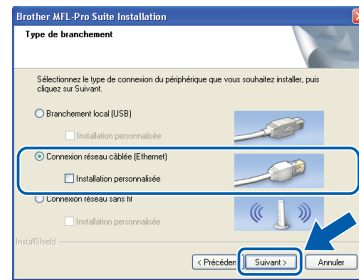 Brother MFL-Pro Suite Installation
Type de branchement
Sélectionnez le type de connexion du périphérique que vous souhaitez installer, puis
cliquez sur Suivant.
Branchement local (USB)
Installation personnalisée
Connexion réseau câblée (Ethernet)
Installation personnalisée
Connexion réseau sans fil
Installation personnalisée
InstallShield
< Précéden
Suivant >
Annuler